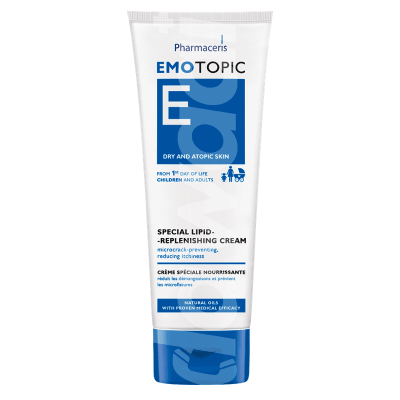 Pharmaceris
EMOTOPIC
E
DRY AND ATOPIC SKIN
FROM 1st DAY OF LIFE
CHILDREN AND ADULTS
SPECIAL LIPID-
-REPLENISHING CREAM
microcrack-preventing,
reducing itchiness
CRÈME SPÉCIALE NOURRISSANTE
réduit les démangeaisons et prévient
les microfissures
NATURAL OILS
WITH PROVEN MEDICAL EFFICACY